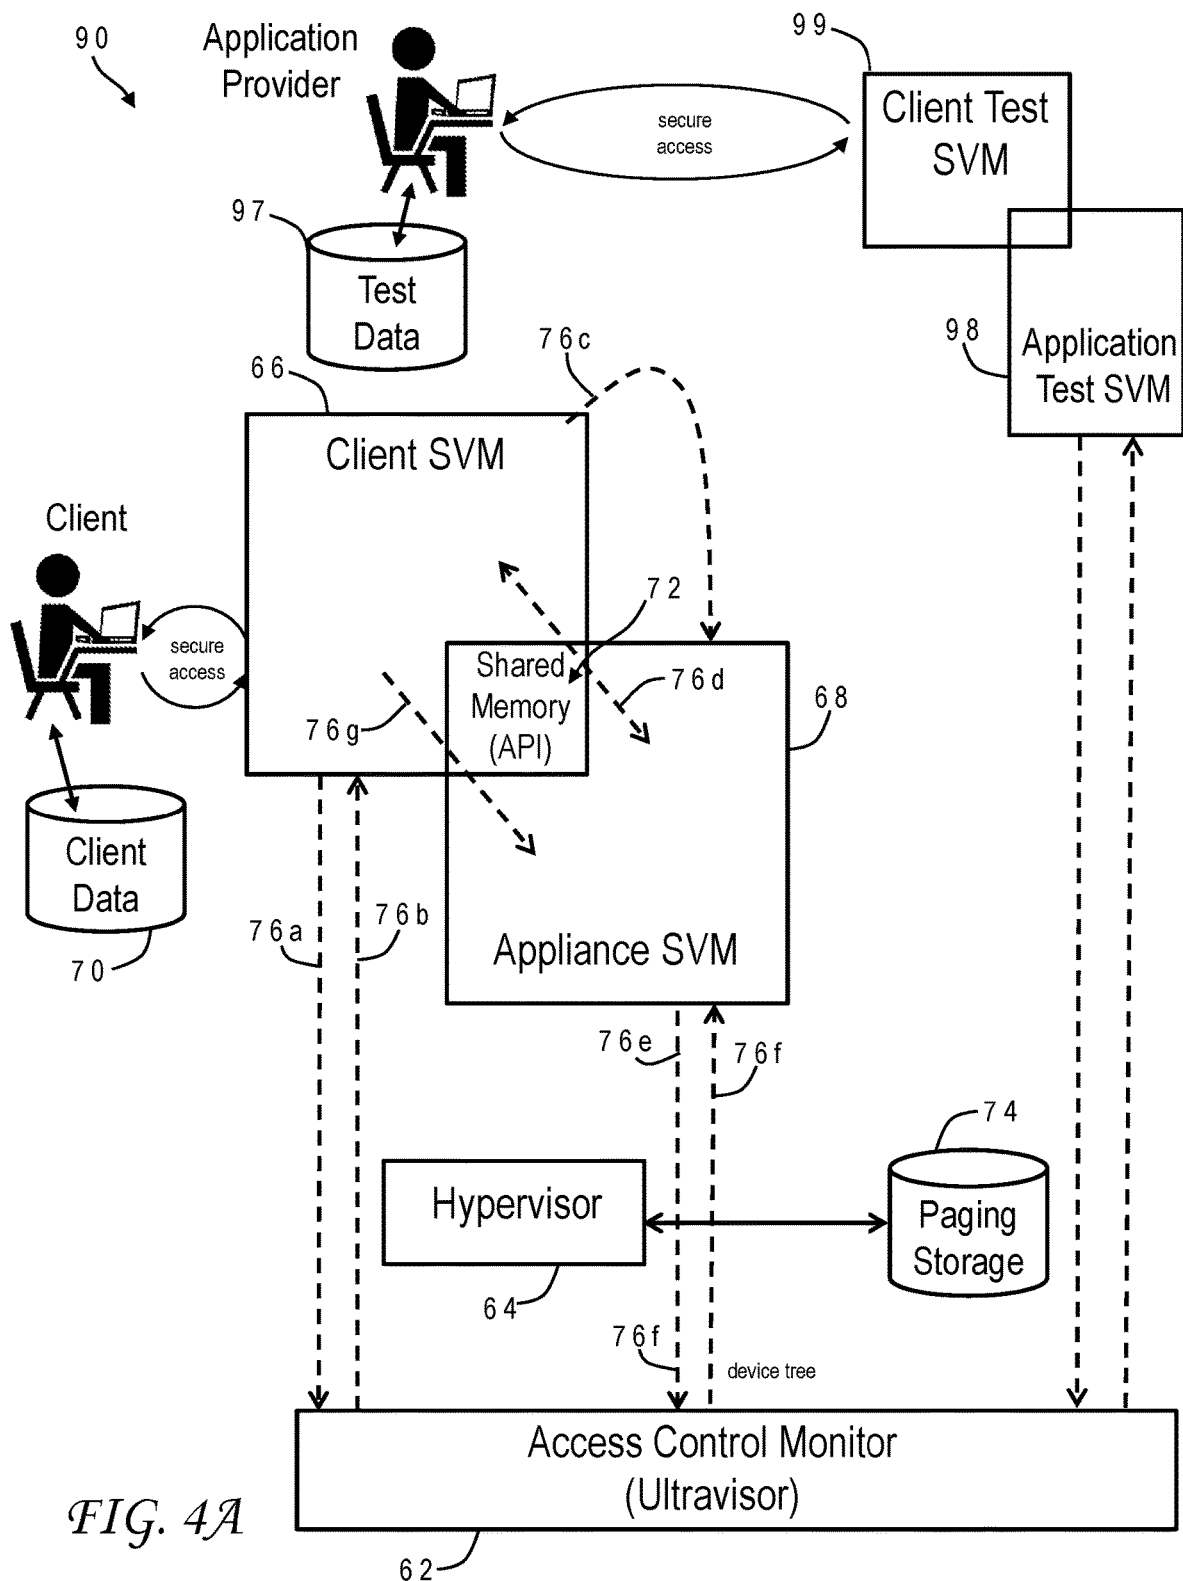 90
Application
Provider
99
Client Test
SVM
secure
access
97
Test
Data
98
Application
Test SVM
76c
66
Client SVM
Client
secure
access
72
Shared
Memory
(API)
76d
76g
68
Client
Data
70
76a
76b
Appliance SVM
76e
76f
74
Hypervisor
Paging
Storage
64
76f
device tree
Access Control Monitor
(Ultravisor)
FIG. 4A
62